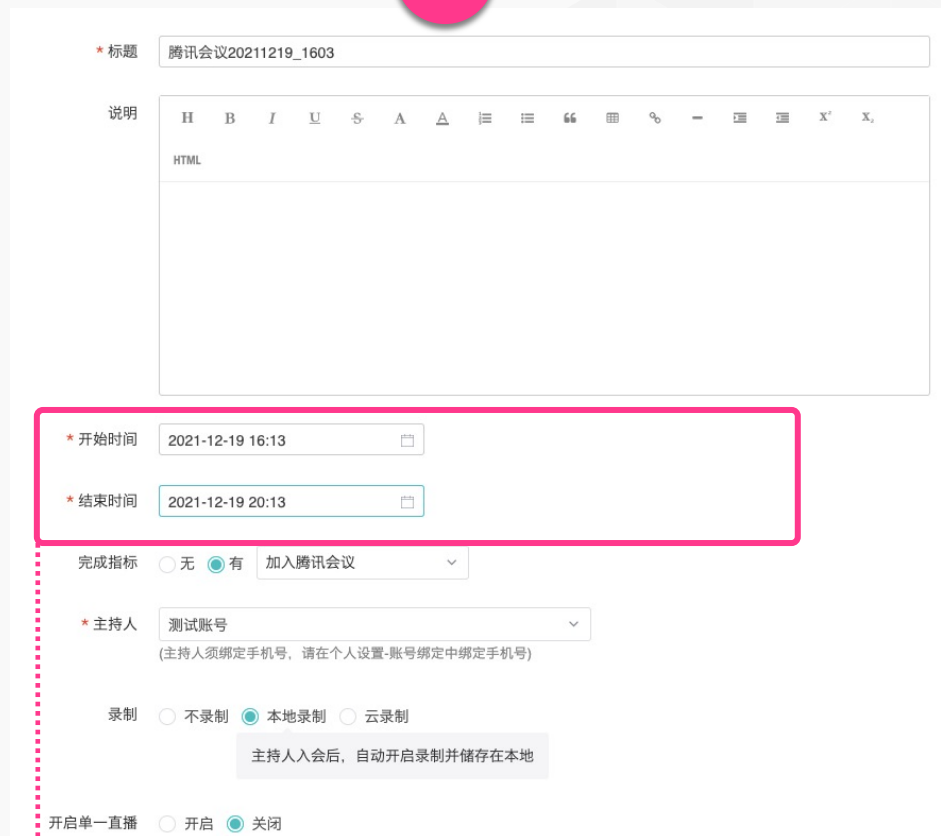 * 标题 腾讯会议20211219_1603
说明
H B I U S A A X² X₂
HTML
* 开始时间 2021-12-19 16:13
* 结束时间 2021-12-19 20:13
完成指标 无 有 加入腾讯会议
* 主持人 测试账号
(主持人须绑定手机号，请在个人设置-账号绑定中绑定手机号)
录制 不录制 本地录制 云录制
主持人入会后，自动开启录制并储存在本地
开启单一直播 开启 关闭